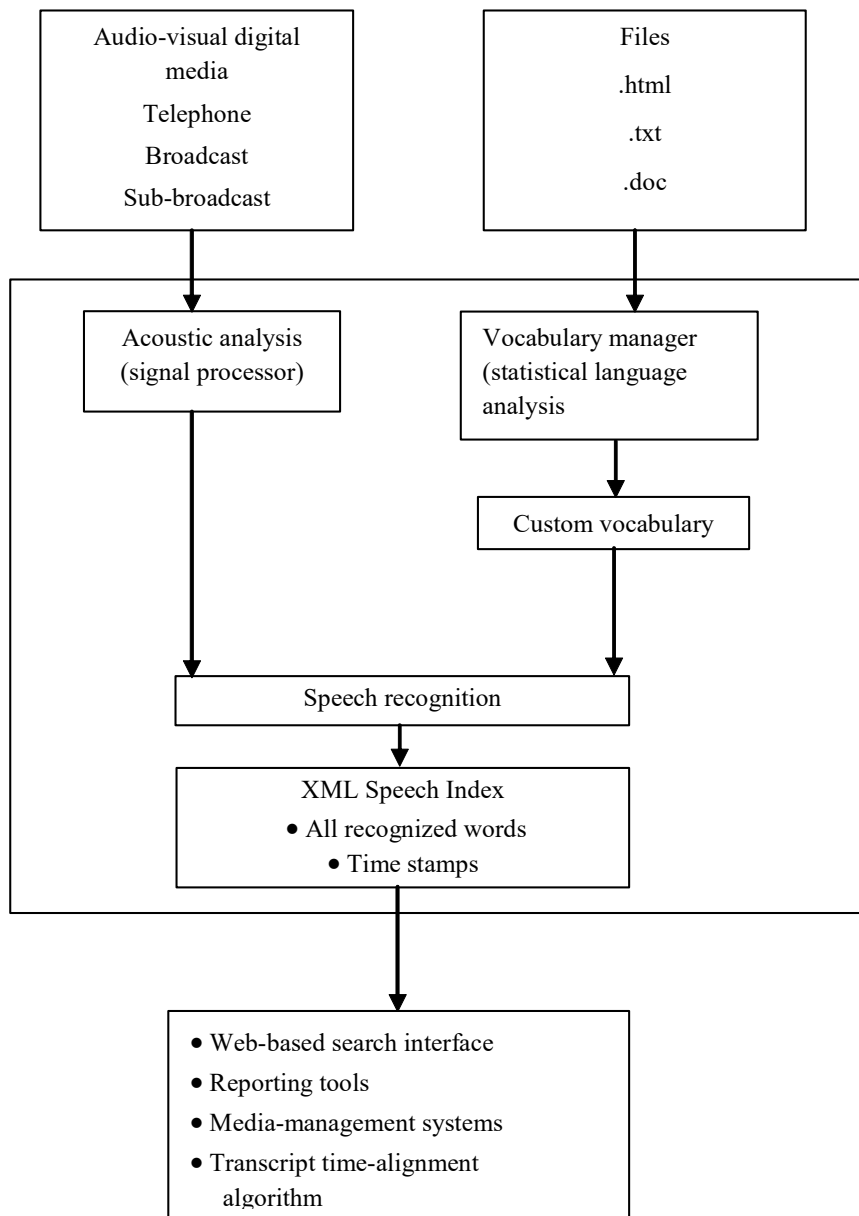 Audio-visual digital
media
Telephone
Broadcast
Sub-broadcast
Files
.html
.txt
.doc
Acoustic analysis
(signal processor)
Vocabulary manager
(statistical language
analysis
Custom vocabulary
Speech recognition
XML Speech Index
• All recognized words
• Time stamps
• Web-based search interface
• Reporting tools
• Media-management systems
• Transcript time-alignment
algorithm